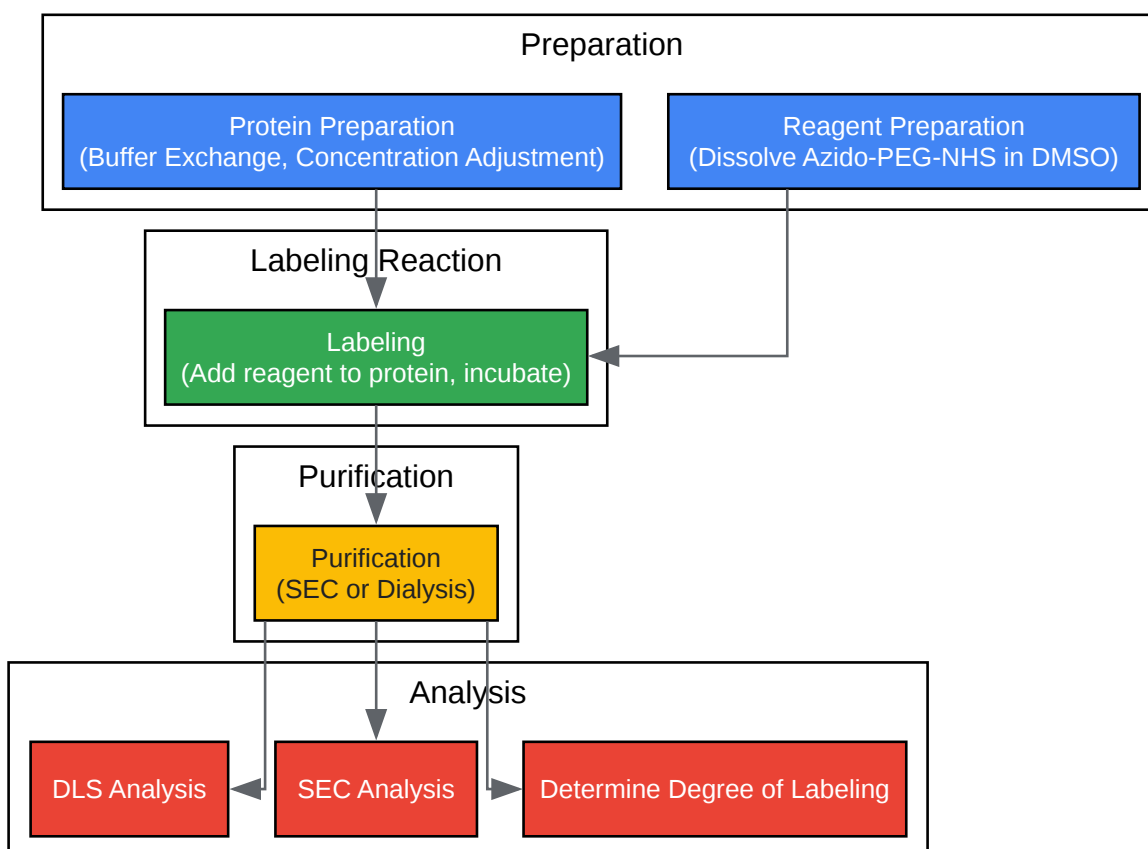 Preparation
Protein Preparation
(Buffer Exchange, Concentration Adjustment)
Reagent Preparation
(Dissolve Azido-PEG-NHS in DMSO)
Labeling Reaction
Labeling
(Add reagent to protein, incubate)
Purification
Purification
(SEC or Dialysis)
Analysis
DLS Analysis
SEC Analysis
Determine Degree of Labeling